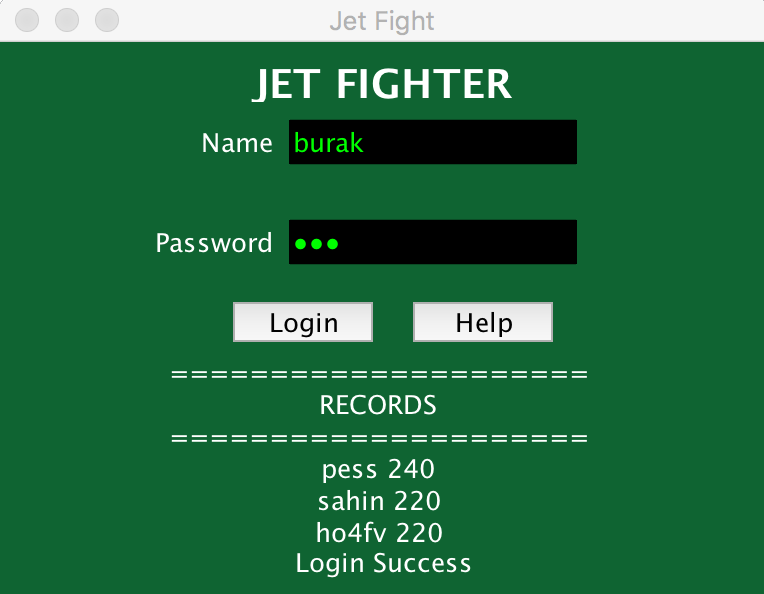 Jet Fight
JET FIGHTER
Name burak
Password •••
Login Help
=====================
RECORDS
=====================
pess 240
sahin 220
ho4fv 220
Login Success